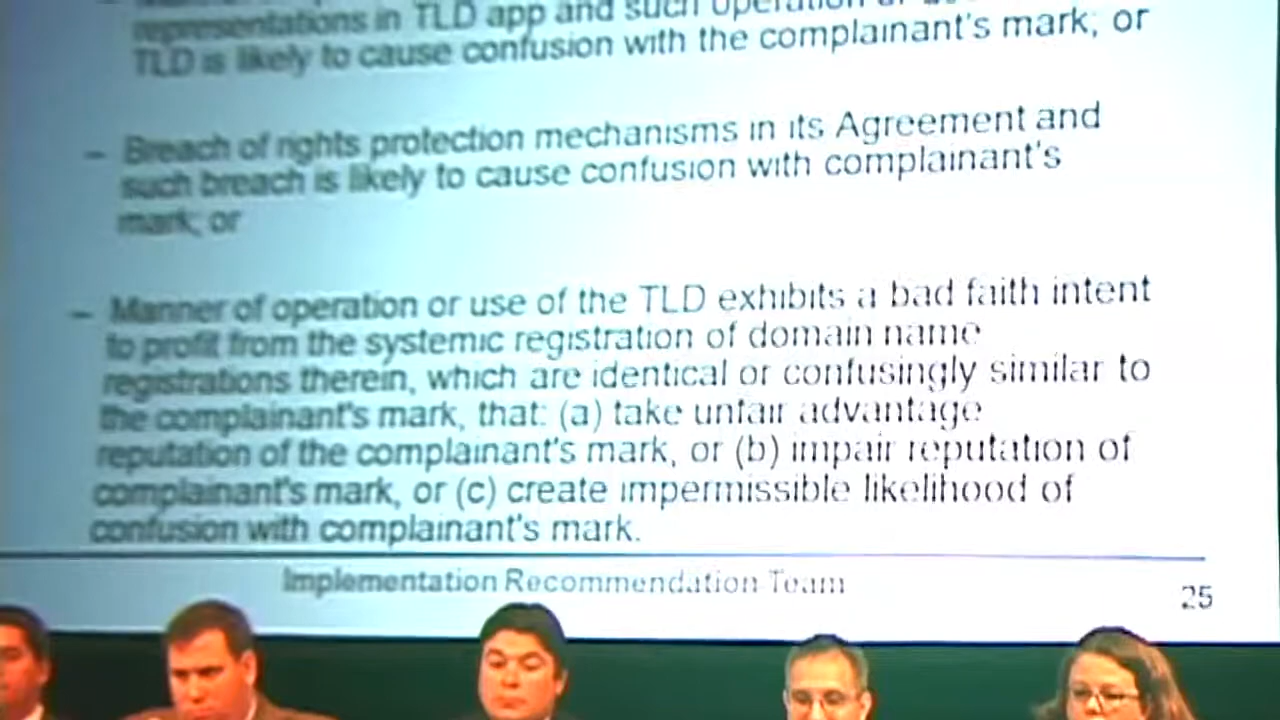 representations in TLD app and such operation or
TLD is likely to cause confusion with the complainant's mark; or
– Breach of rights protection mechanisms in its Agreement and
such breach is likely to cause confusion with complainant's
mark; or
– Manner of operation or use of the TLD exhibits a bad faith intent
to profit from the systemic registration of domain name
registrations therein, which are identical or confusingly similar to
the complainant's mark, that: (a) take unfair advantage
reputation of the complainant's mark, or (b) impair reputation of
complainant's mark, or (c) create impermissible likelihood of
confusion with complainant's mark.
Implementation Recommendation Team
25